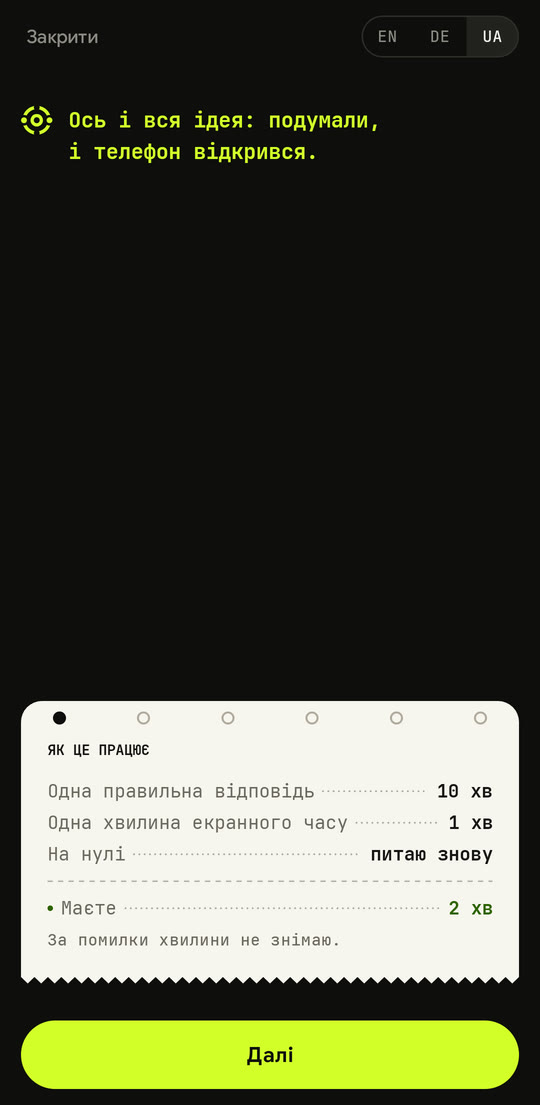 Закрити
EN DE UA
Ось і вся ідея: подумали,
і телефон відкрився.
ЯК ЦЕ ПРАЦЮЄ
Одна правильна відповідь 10 хв
Одна хвилина екранного часу 1 хв
На нулі питаю знову
Маєте 2 хв
За помилки хвилини не знімаю.
Далі